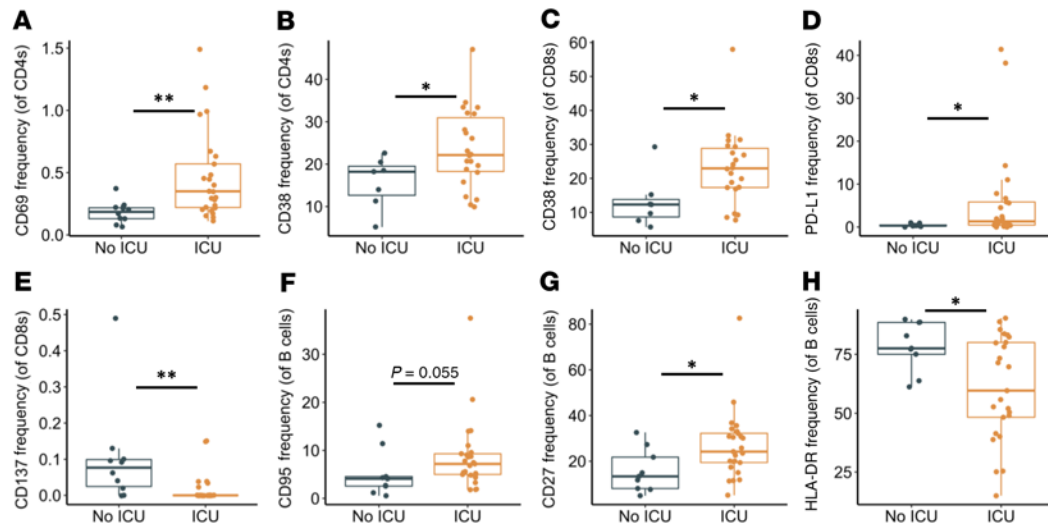 A
CD69 frequency (of CD4s)
1.5
1.0
0.5
0.0
**
No ICU
ICU
B
CD38 frequency (of CD4s)
40
30
20
10
0
*
No ICU
ICU
C
CD38 frequency (of CD8s)
60
50
40
30
20
10
0
*
No ICU
ICU
D
PD-L1 frequency (of CD8s)
40
30
20
10
0
*
No ICU
ICU
E
CD137 frequency (of CD8s)
0.5
0.4
0.3
0.2
0.1
0.0
**
No ICU
ICU
F
CD95 frequency (of B cells)
30
20
10
0
P = 0.055
No ICU
ICU
G
CD27 frequency (of B cells)
80
60
40
20
*
No ICU
ICU
H
HLA-DR frequency (of B cells)
75
50
25
*
No ICU
ICU